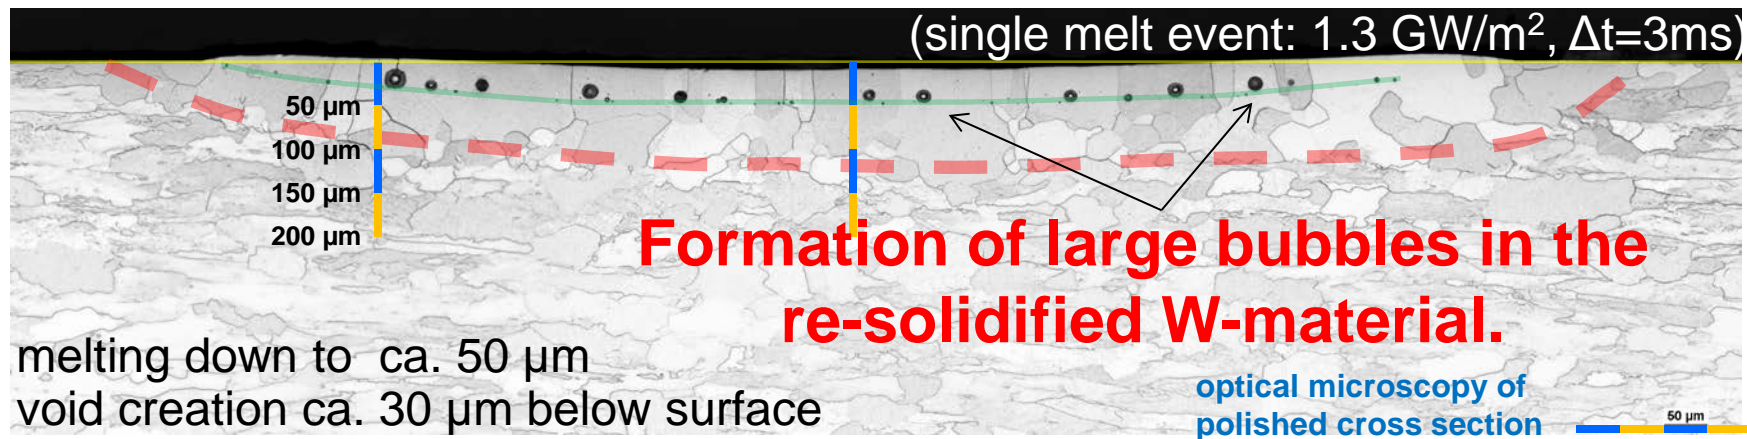 (single melt event: 1.3 GW/m², Δt=3ms)
50 µm
100 µm
150 µm
200 µm
Formation of large bubbles in the
re-solidified W-material.
melting down to  ca. 50 µm
void creation ca. 30 µm below surface
optical microscopy of
polished cross section
50 µm